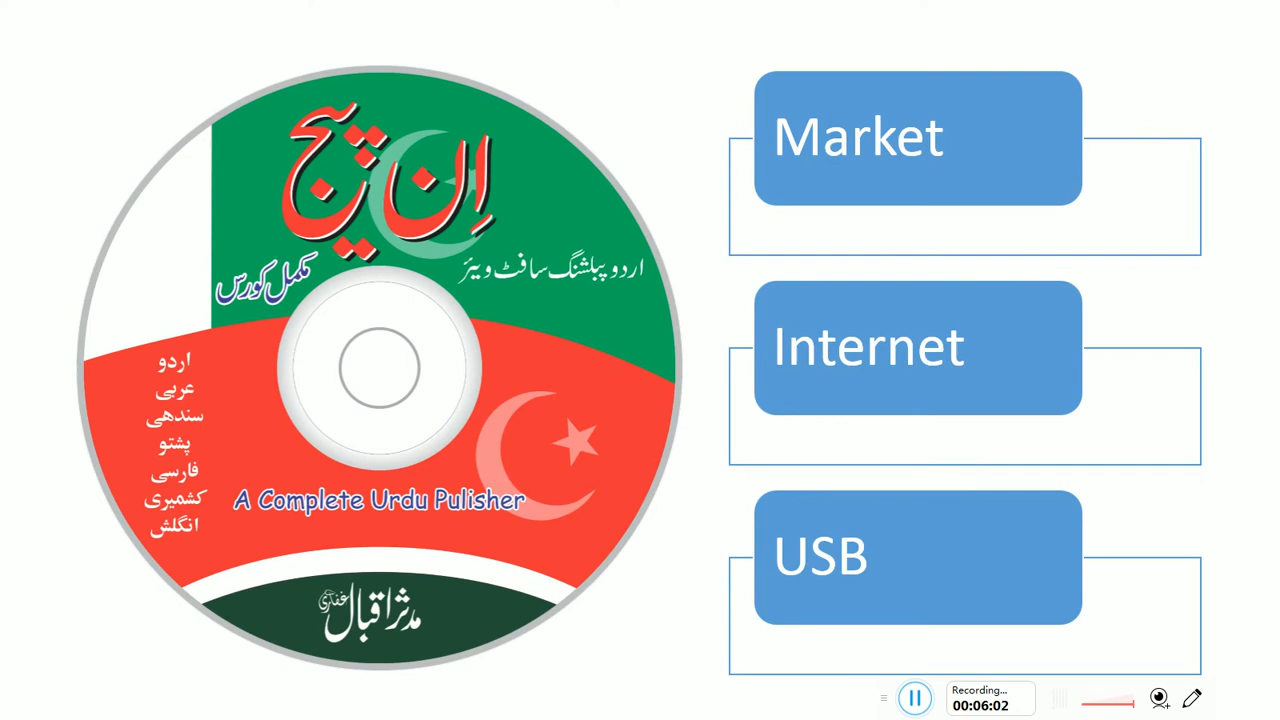 اِن پیج
اردو پبلشنگ سافٹ ویئر
مکمل کورس
اردو
عربی
سندھی
پشتو
فارسی
کشمیری
انگلش
A Complete Urdu Pulisher
مدثر اقبال غفاری
Market
Internet
USB
Recording...
00:06:02